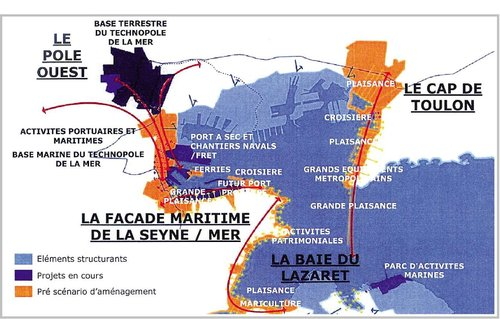 BASE TERRESTRE
DU TECHNOPOLE
DE LA MER
LE
POLE
OUEST
PLAISANCE
LE CAP DE
TOULON
CROISIERE
ACTIVITES PORTUAIRES ET
MARITIMES
PORT A SEC ET
CHANTIERS NAVALS
/FRET
PLAISANCE
BASE MARINE DU TECHNOPOLE
DE LA MER
FERRIES
CROISIERE
GRANDS EQUIPEMENTS
METROPOLITAINS
GRANDE
PLAISANCE
FUTUR PORT
GRANDE PLAISANCE
LA FACADE MARITIME
DE LA SEYNE / MER
ACTIVITES
PATRIMONIALES
LA BAIE DU
LAZARET
PARC D'ACTIVITES
MARINES
PLAISANCE
MARICULTURE
Eléments structurants
Projets en cours
Pré scénario d'aménagement